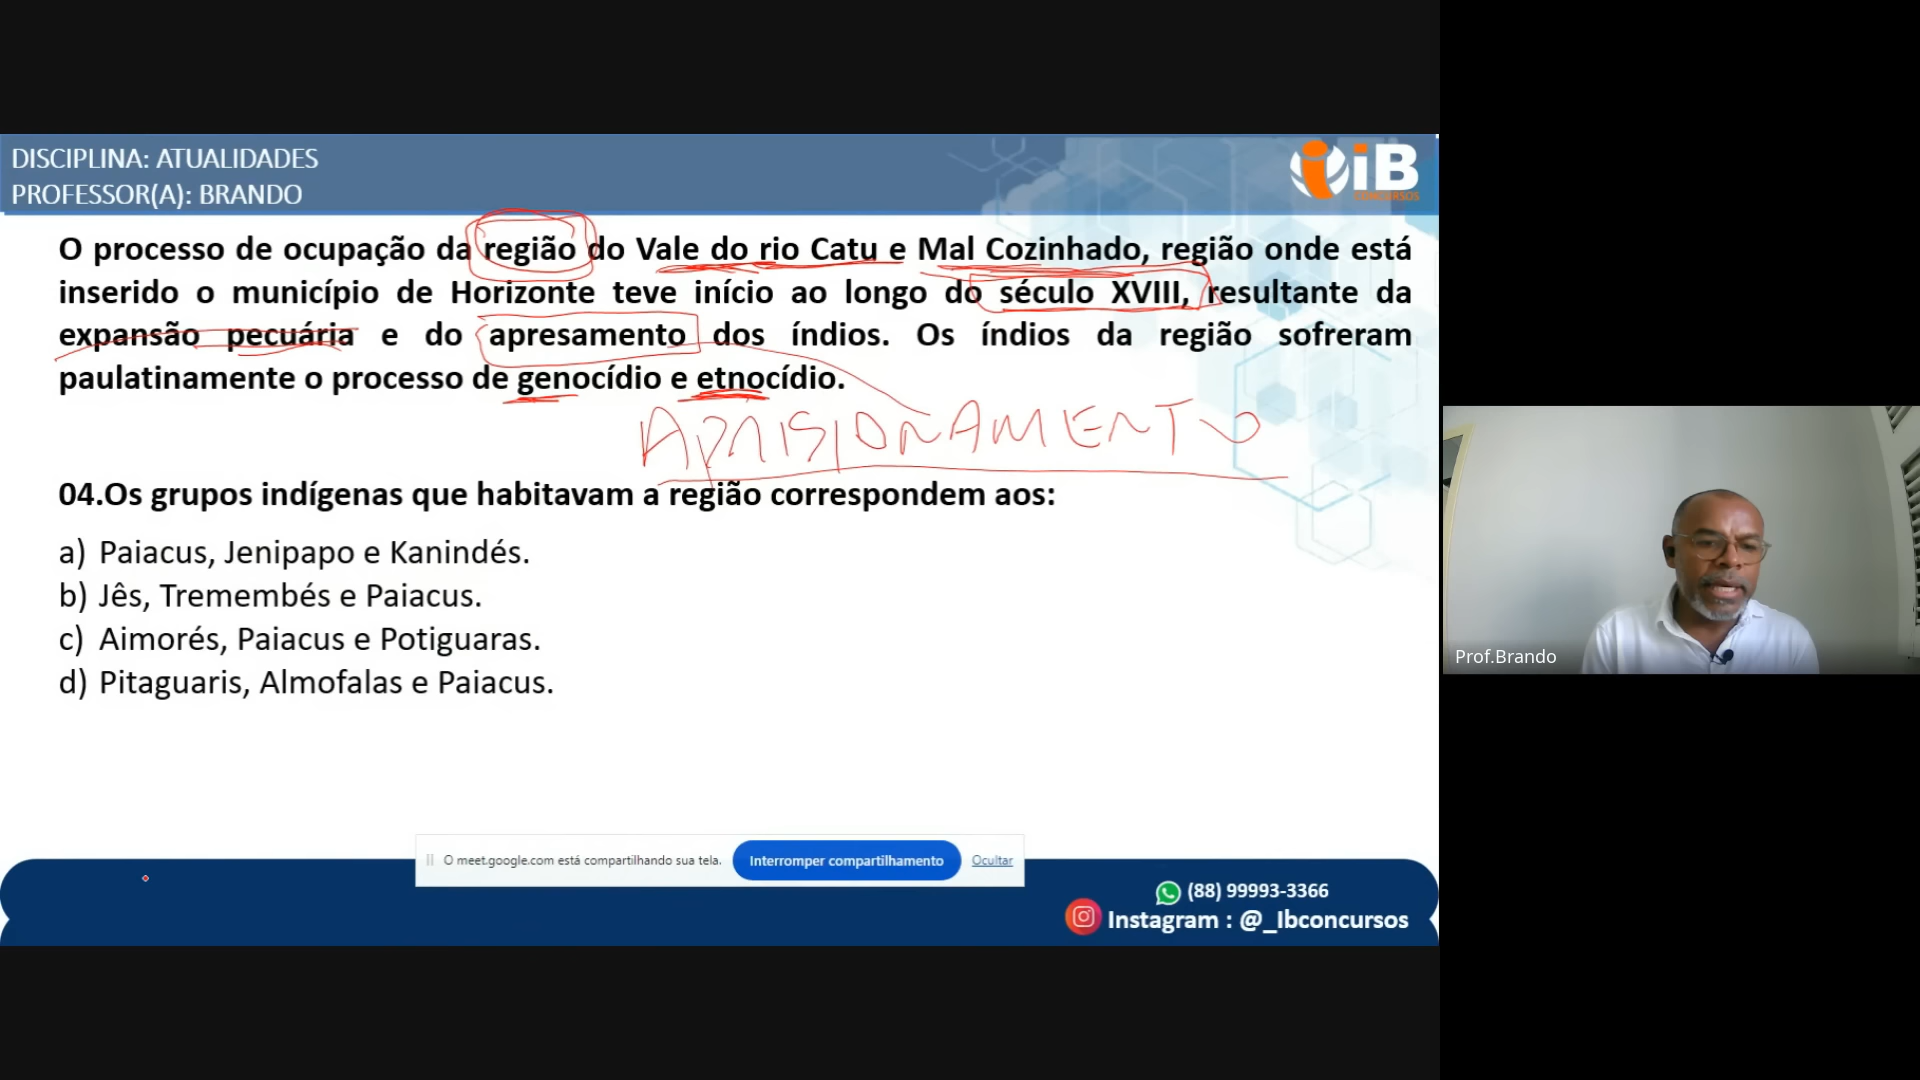 DISCIPLINA: ATUALIDADES
PROFESSOR(A): BRANDO
iB
CONCURSOS
O processo de ocupação da região do Vale do rio Catu e Mal Cozinhado, região onde está
inserido o município de Horizonte teve início ao longo do século XVIII, resultante da
expansão pecuária e do apresamento dos índios. Os índios da região sofreram
paulatinamente o processo de genocídio e etnocídio.
APRISIONAMENTO
04.Os grupos indígenas que habitavam a região correspondem aos:
a) Paiacus, Jenipapo e Kanindés.
b) Jês, Tremembés e Paiacus.
c) Aimorés, Paiacus e Potiguaras.
d) Pitaguaris, Almofalas e Paiacus.
Prof.Brando
O meet.google.com está compartilhando sua tela.
Interromper compartilhamento
Ocultar
(88) 99993-3366
Instagram : @_Ibconcursos